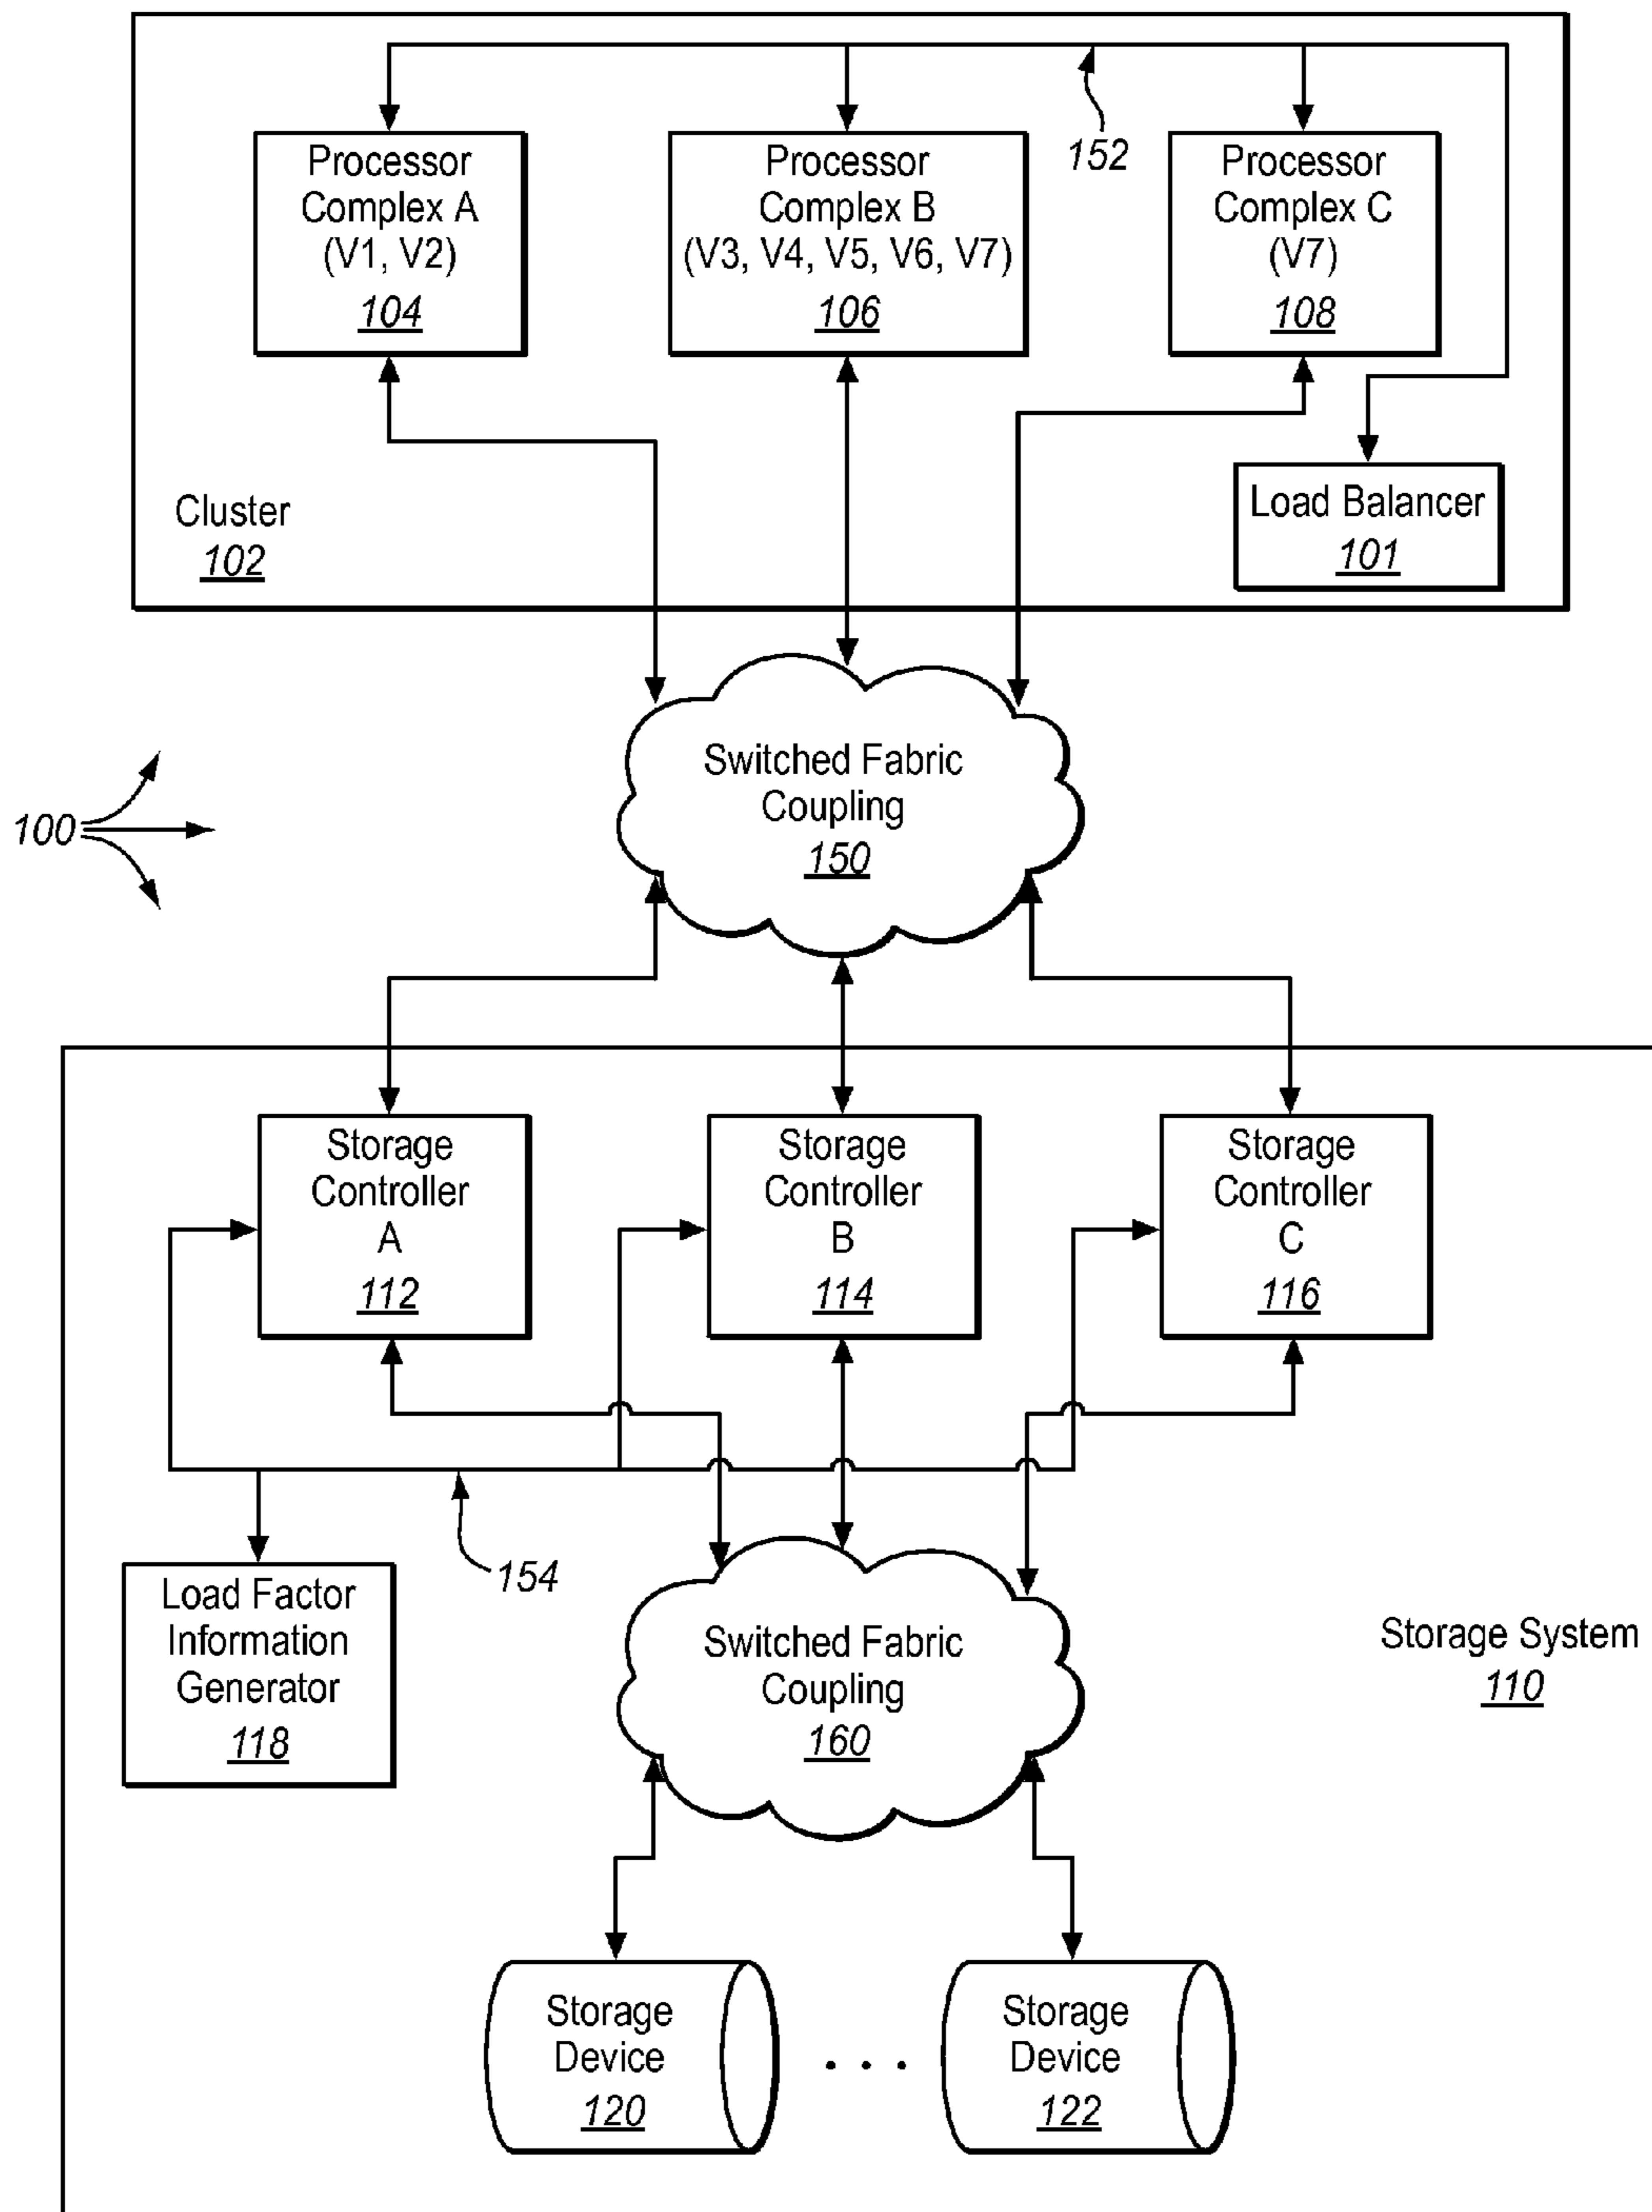 Processor
Complex A
(V1, V2)
104
Processor
Complex B
(V3, V4, V5, V6, V7)
106
152
Processor
Complex C
(V7)
108
Cluster
102
Load Balancer
101
100
Switched Fabric
Coupling
150
Storage
Controller
A
112
Storage
Controller
B
114
Storage
Controller
C
116
154
Load Factor
Information
Generator
118
Switched Fabric
Coupling
160
Storage System
110
Storage
Device
120
. . .
Storage
Device
122